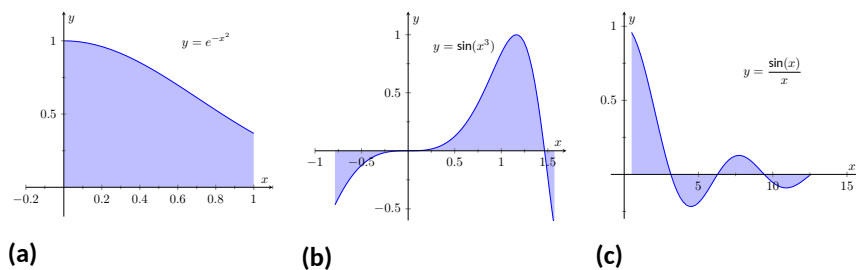 y
1
0.5
−0.2
0.2
0.4
0.6
0.8
1
x
y = e^{−x^2}
(a)
y
1
0.5
−0.5
−1
−0.5
0.5
1
1.5
x
y = sin(x^3)
(b)
y
1
0.5
5
10
15
x
y = sin(x)
x
(c)